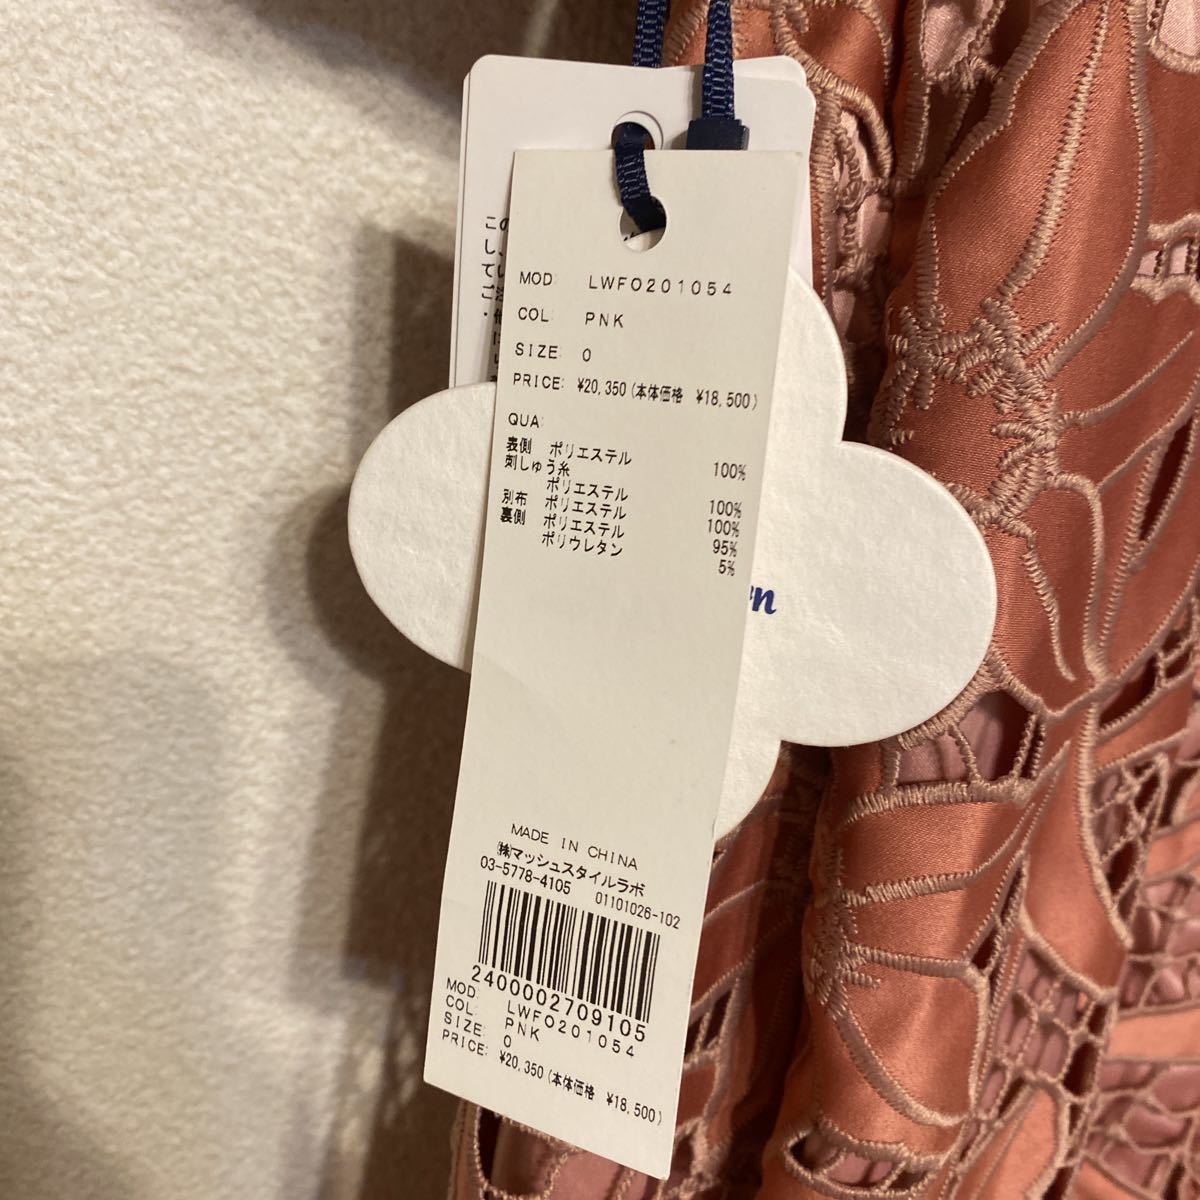 MOD: LWFO201054
COL: PNK
SIZE: 0
PRICE: ¥20,350(本体価格 ¥18,500)
QUA:
表側 ポリエステル 100%
刺しゅう糸
ポリエステル 100%
別布 ポリエステル 100%
裏側 ポリエステル 95%
ポリウレタン 5%
MADE IN CHINA
㈱マッシュスタイルラボ
03-5778-4105 01101026-102
2400002709105
MOD: LWFO201054
COL: PNK
SIZE: 0
PRICE: ¥20,350(本体価格 ¥18,500)